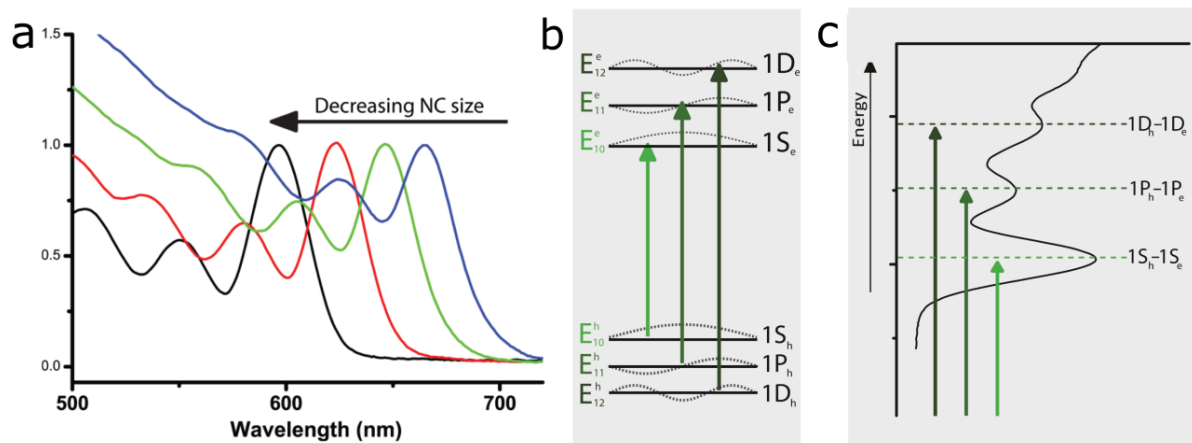 a
1.5
1.0
0.5
0.0
Decreasing NC size
500
600
700
Wavelength (nm)
b
E₁₂ᵉ 1Dₑ
E₁₁ᵉ 1Pₑ
E₁₀ᵉ 1Sₑ
E₁₀ʰ 1Sₕ
E₁₁ʰ 1Pₕ
E₁₂ʰ 1Dₕ
c
Energy
1Dₕ–1Dₑ
1Pₕ–1Pₑ
1Sₕ–1Sₑ